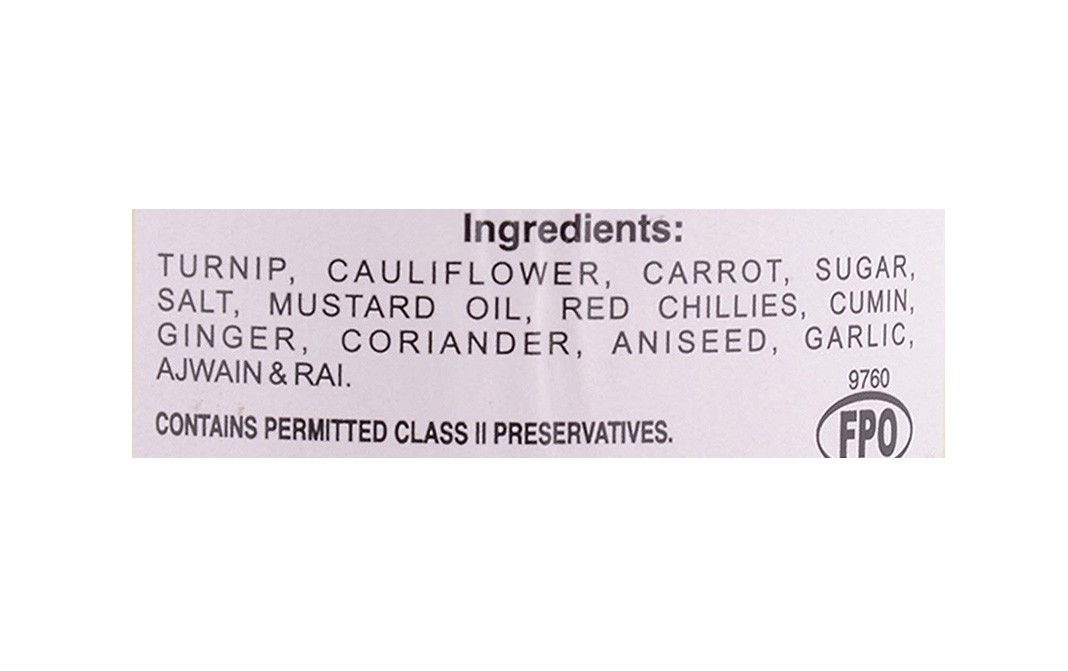 Ingredients:
TURNIP, CAULIFLOWER, CARROT, SUGAR,
SALT, MUSTARD OIL, RED CHILLIES, CUMIN,
GINGER, CORIANDER, ANISEED, GARLIC,
AJWAIN & RAI.
9760
CONTAINS PERMITTED CLASS II PRESERVATIVES.
FPO